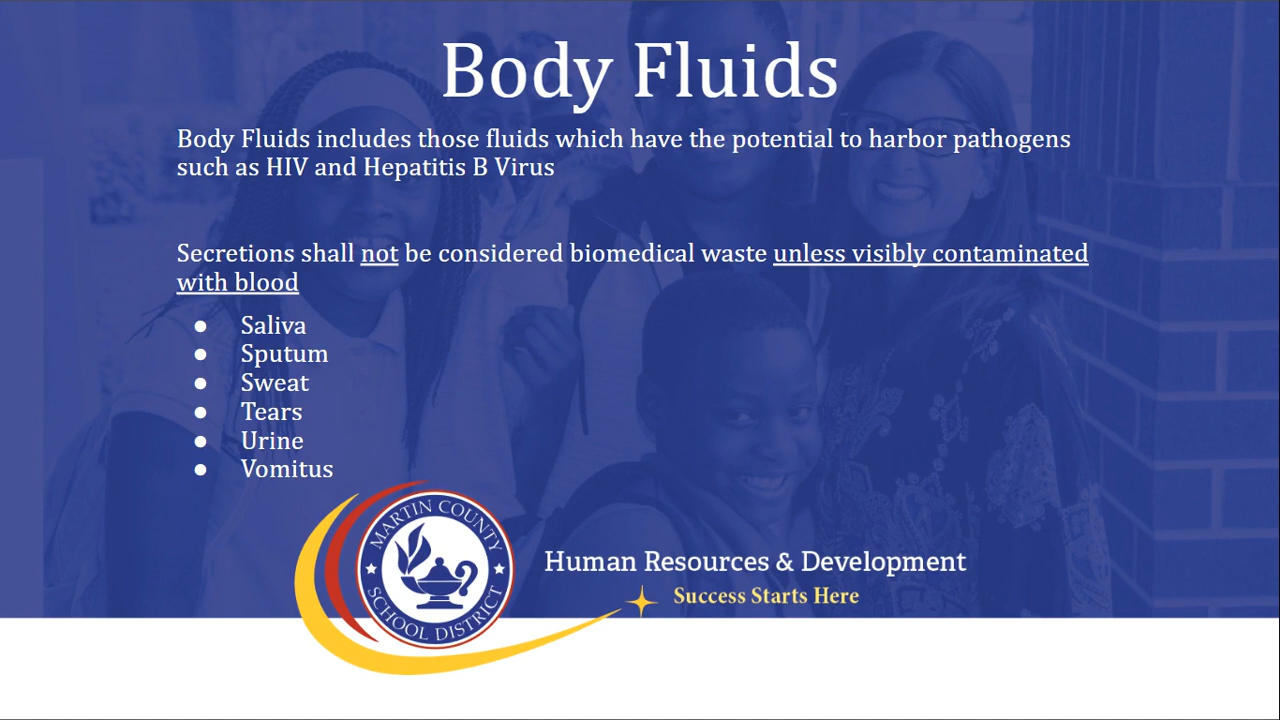 Body Fluids
Body Fluids includes those fluids which have the potential to harbor pathogens
such as HIV and Hepatitis B Virus
Secretions shall not be considered biomedical waste unless visibly contaminated
with blood
● Saliva
● Sputum
● Sweat
● Tears
● Urine
● Vomitus
MARTIN COUNTY
SCHOOL DISTRICT
Human Resources & Development
Success Starts Here